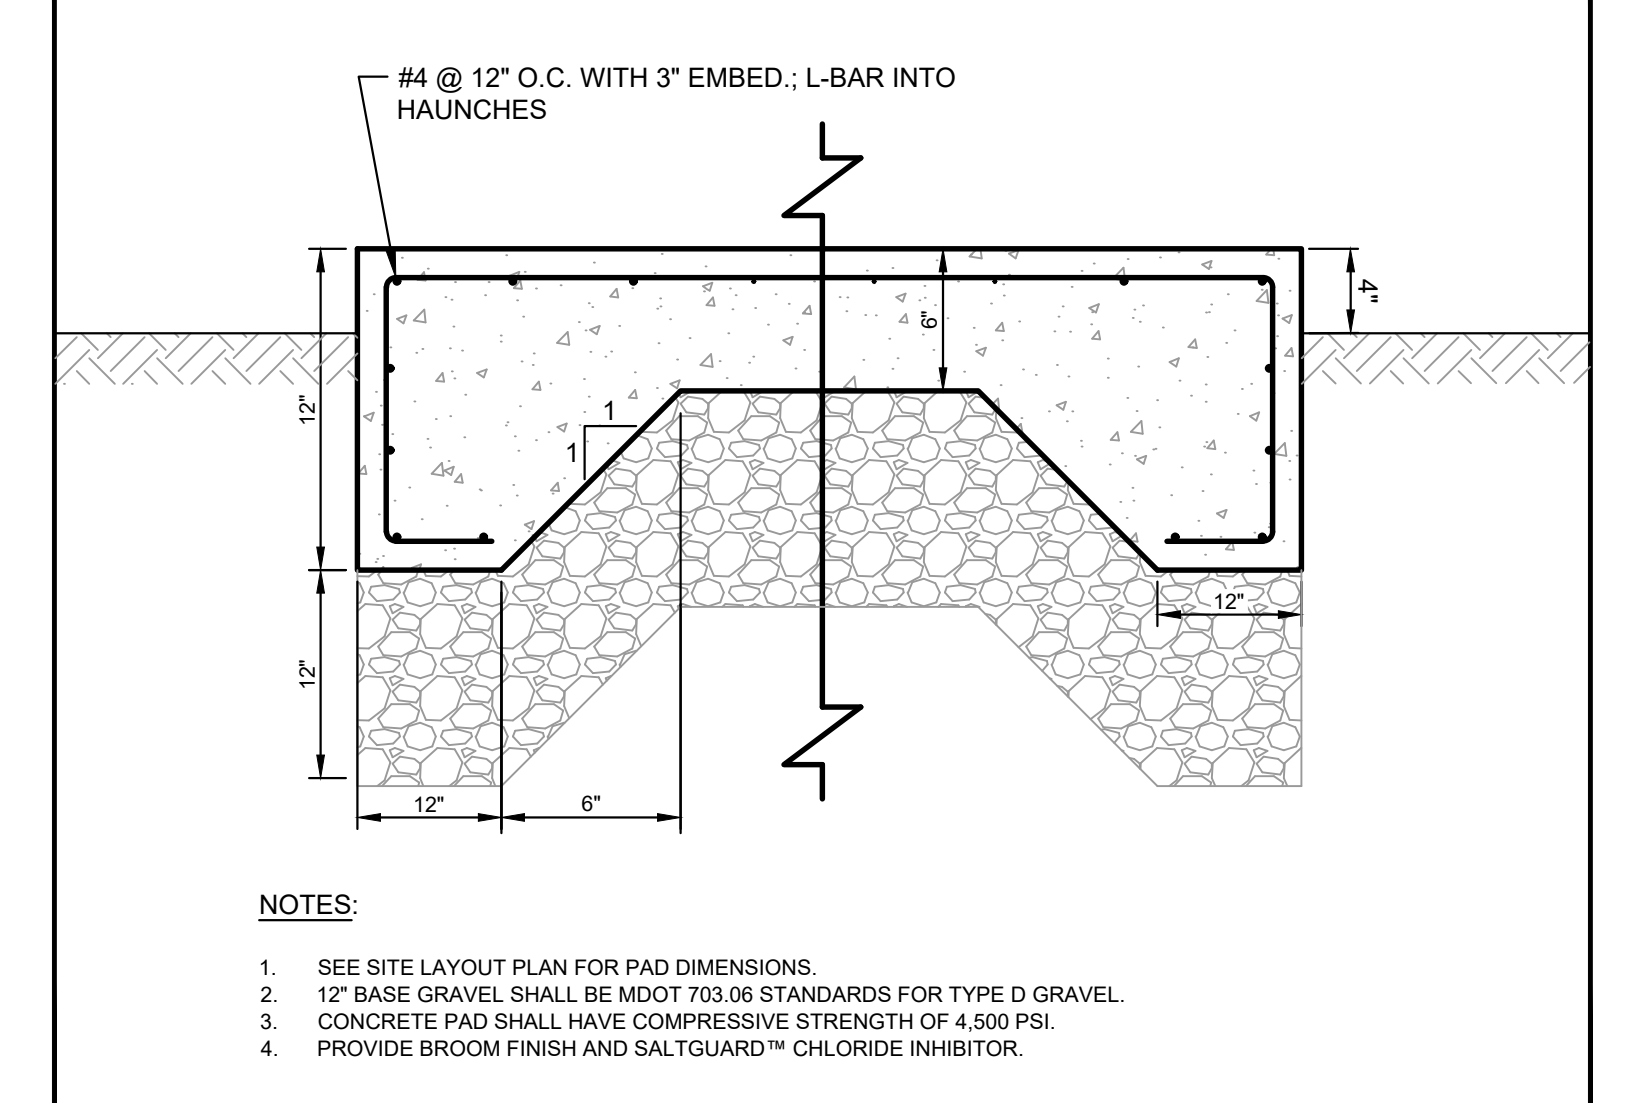 #4 @ 12" O.C. WITH 3" EMBED.; L-BAR INTO
HAUNCHES
4"
6"
12"
1
1
12"
12"
12"
6"
NOTES:
1. SEE SITE LAYOUT PLAN FOR PAD DIMENSIONS.
2. 12" BASE GRAVEL SHALL BE MDOT 703.06 STANDARDS FOR TYPE D GRAVEL.
3. CONCRETE PAD SHALL HAVE COMPRESSIVE STRENGTH OF 4,500 PSI.
4. PROVIDE BROOM FINISH AND SALTGUARD™ CHLORIDE INHIBITOR.